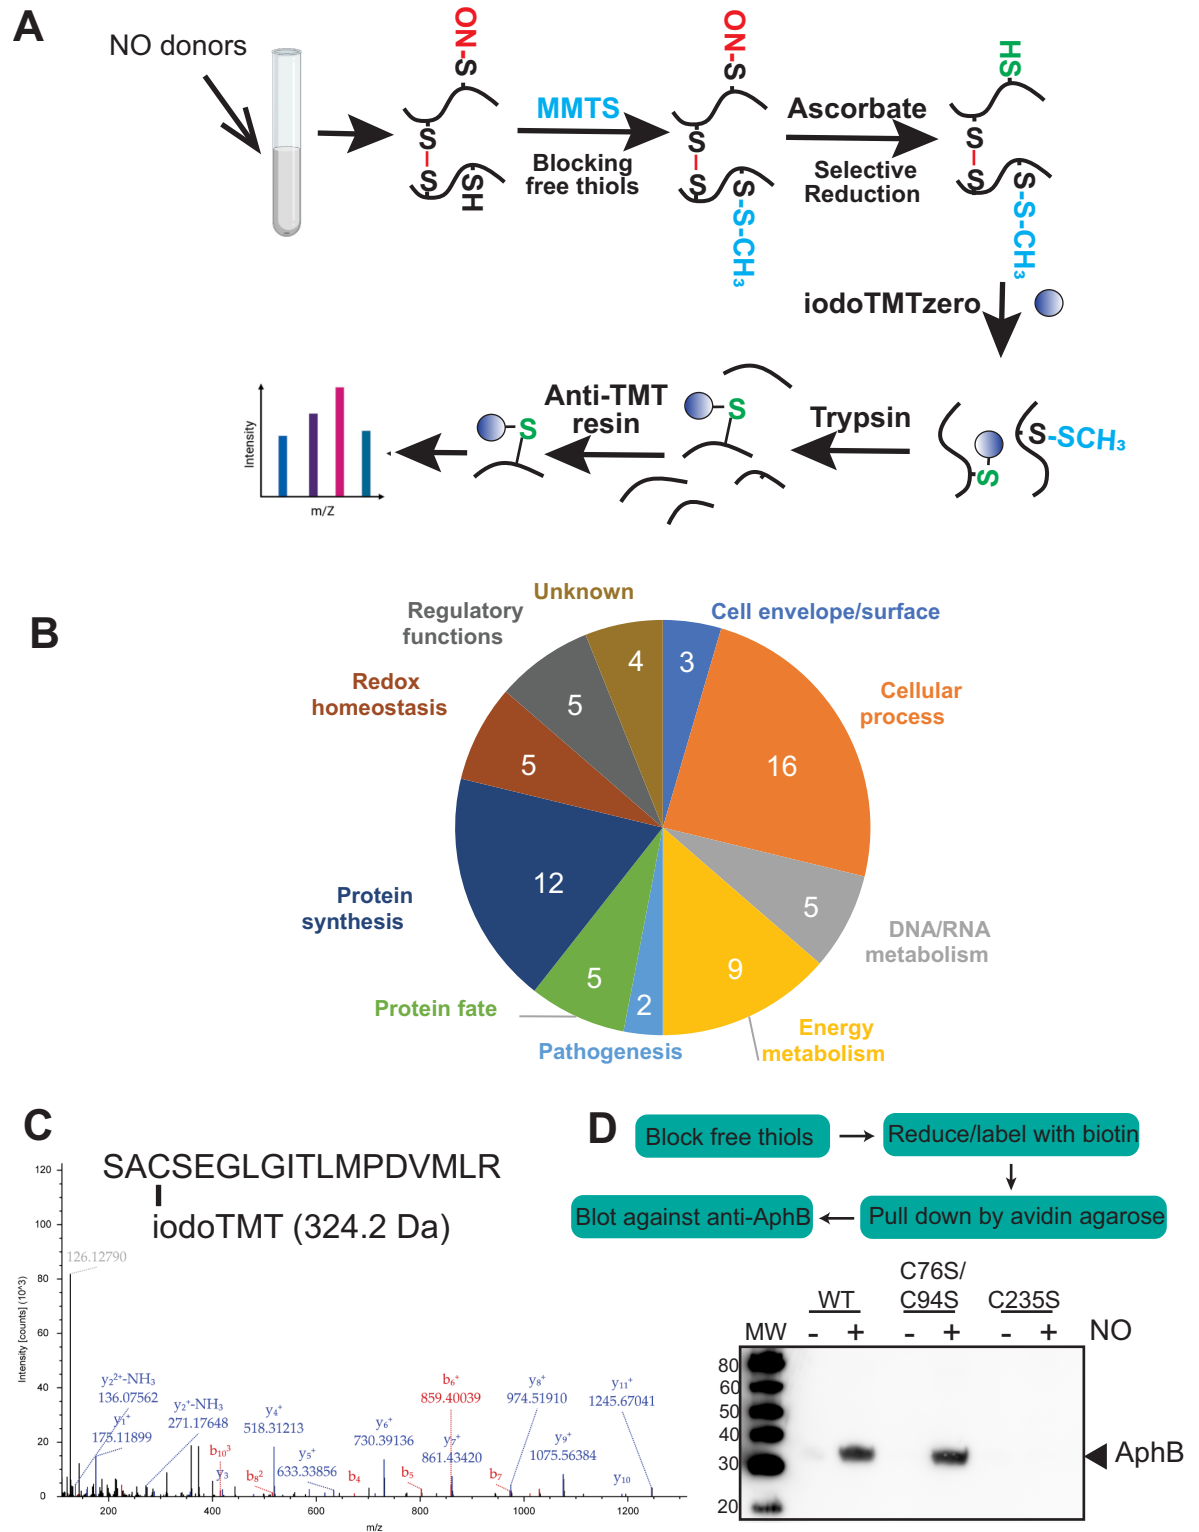 A
NO donors
S-NO
S
S
SH
MMTS
Blocking
free thiols
S-NO
S
S
S-S-CH3
Ascorbate
Selective
Reduction
SH
S
S
S-S-CH3
iodoTMTzero
S
S-SCH3
Trypsin
S
Anti-TMT
resin
S
Intensity
m/Z
B
Unknown
Regulatory
functions
Redox
homeostasis
Protein
synthesis
Protein fate
Pathogenesis
Energy
metabolism
DNA/RNA
metabolism
Cellular
process
Cell envelope/surface
4
3
5
16
5
12
5
5
2
9
C
SACSEGLGITLMPDVMLR
iodoTMT (324.2 Da)
Intensity [counts] (10^3)
120
100
80
60
40
20
0
126.12790
y2²⁺-NH3
136.07562
y1⁺
175.11899
y2⁺-NH3
271.17648
b10³
y3
b8²
y4⁺
518.31213
y5⁺
633.33856
b4
y6⁺
730.39136
b5
b6⁺
859.40039
y7⁺
861.43420
b7
y8⁺
974.51910
y9⁺
1075.56384
y10
y11⁺
1245.67041
200
400
600
800
1000
1200
m/z
D
Block free thiols
Reduce/label with biotin
Pull down by avidin agarose
Blot against anti-AphB
WT
C76S/
C94S
C235S
MW
- + - + - + NO
80
60
50
40
30
20
AphB